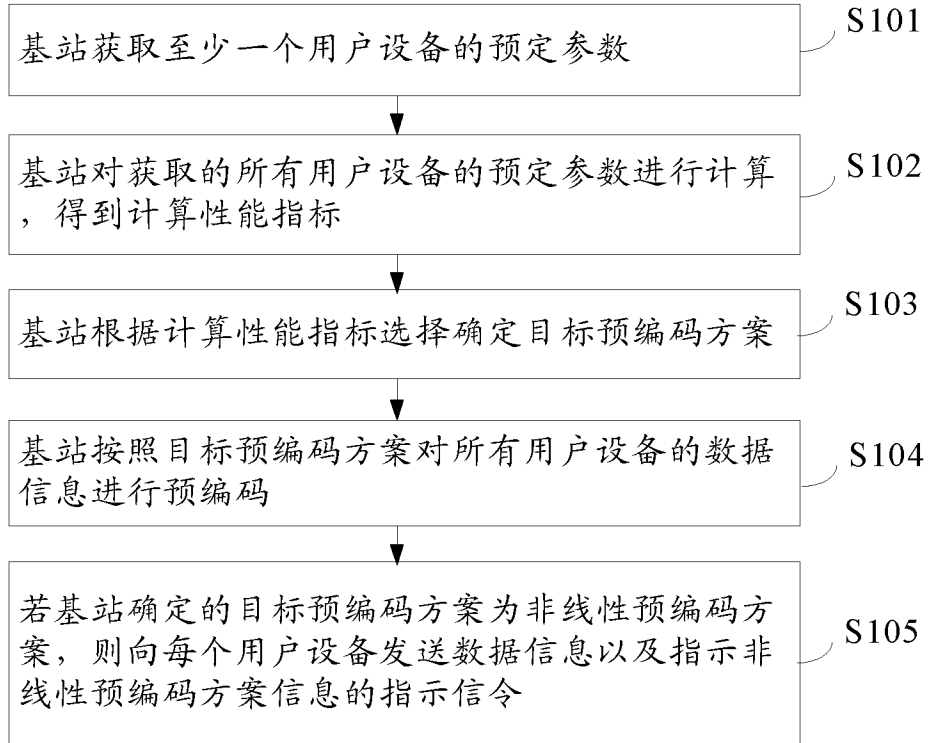 基站获取至少一个用户设备的预定参数
S101
基站对获取的所有用户设备的预定参数进行计算
，得到计算性能指标
S102
基站根据计算性能指标选择确定目标预编码方案
S103
基站按照目标预编码方案对所有用户设备的数据
信息进行预编码
S104
若基站确定的目标预编码方案为非线性预编码方
案，则向每个用户设备发送数据信息以及指示非
线性预编码方案信息的指示信令
S105